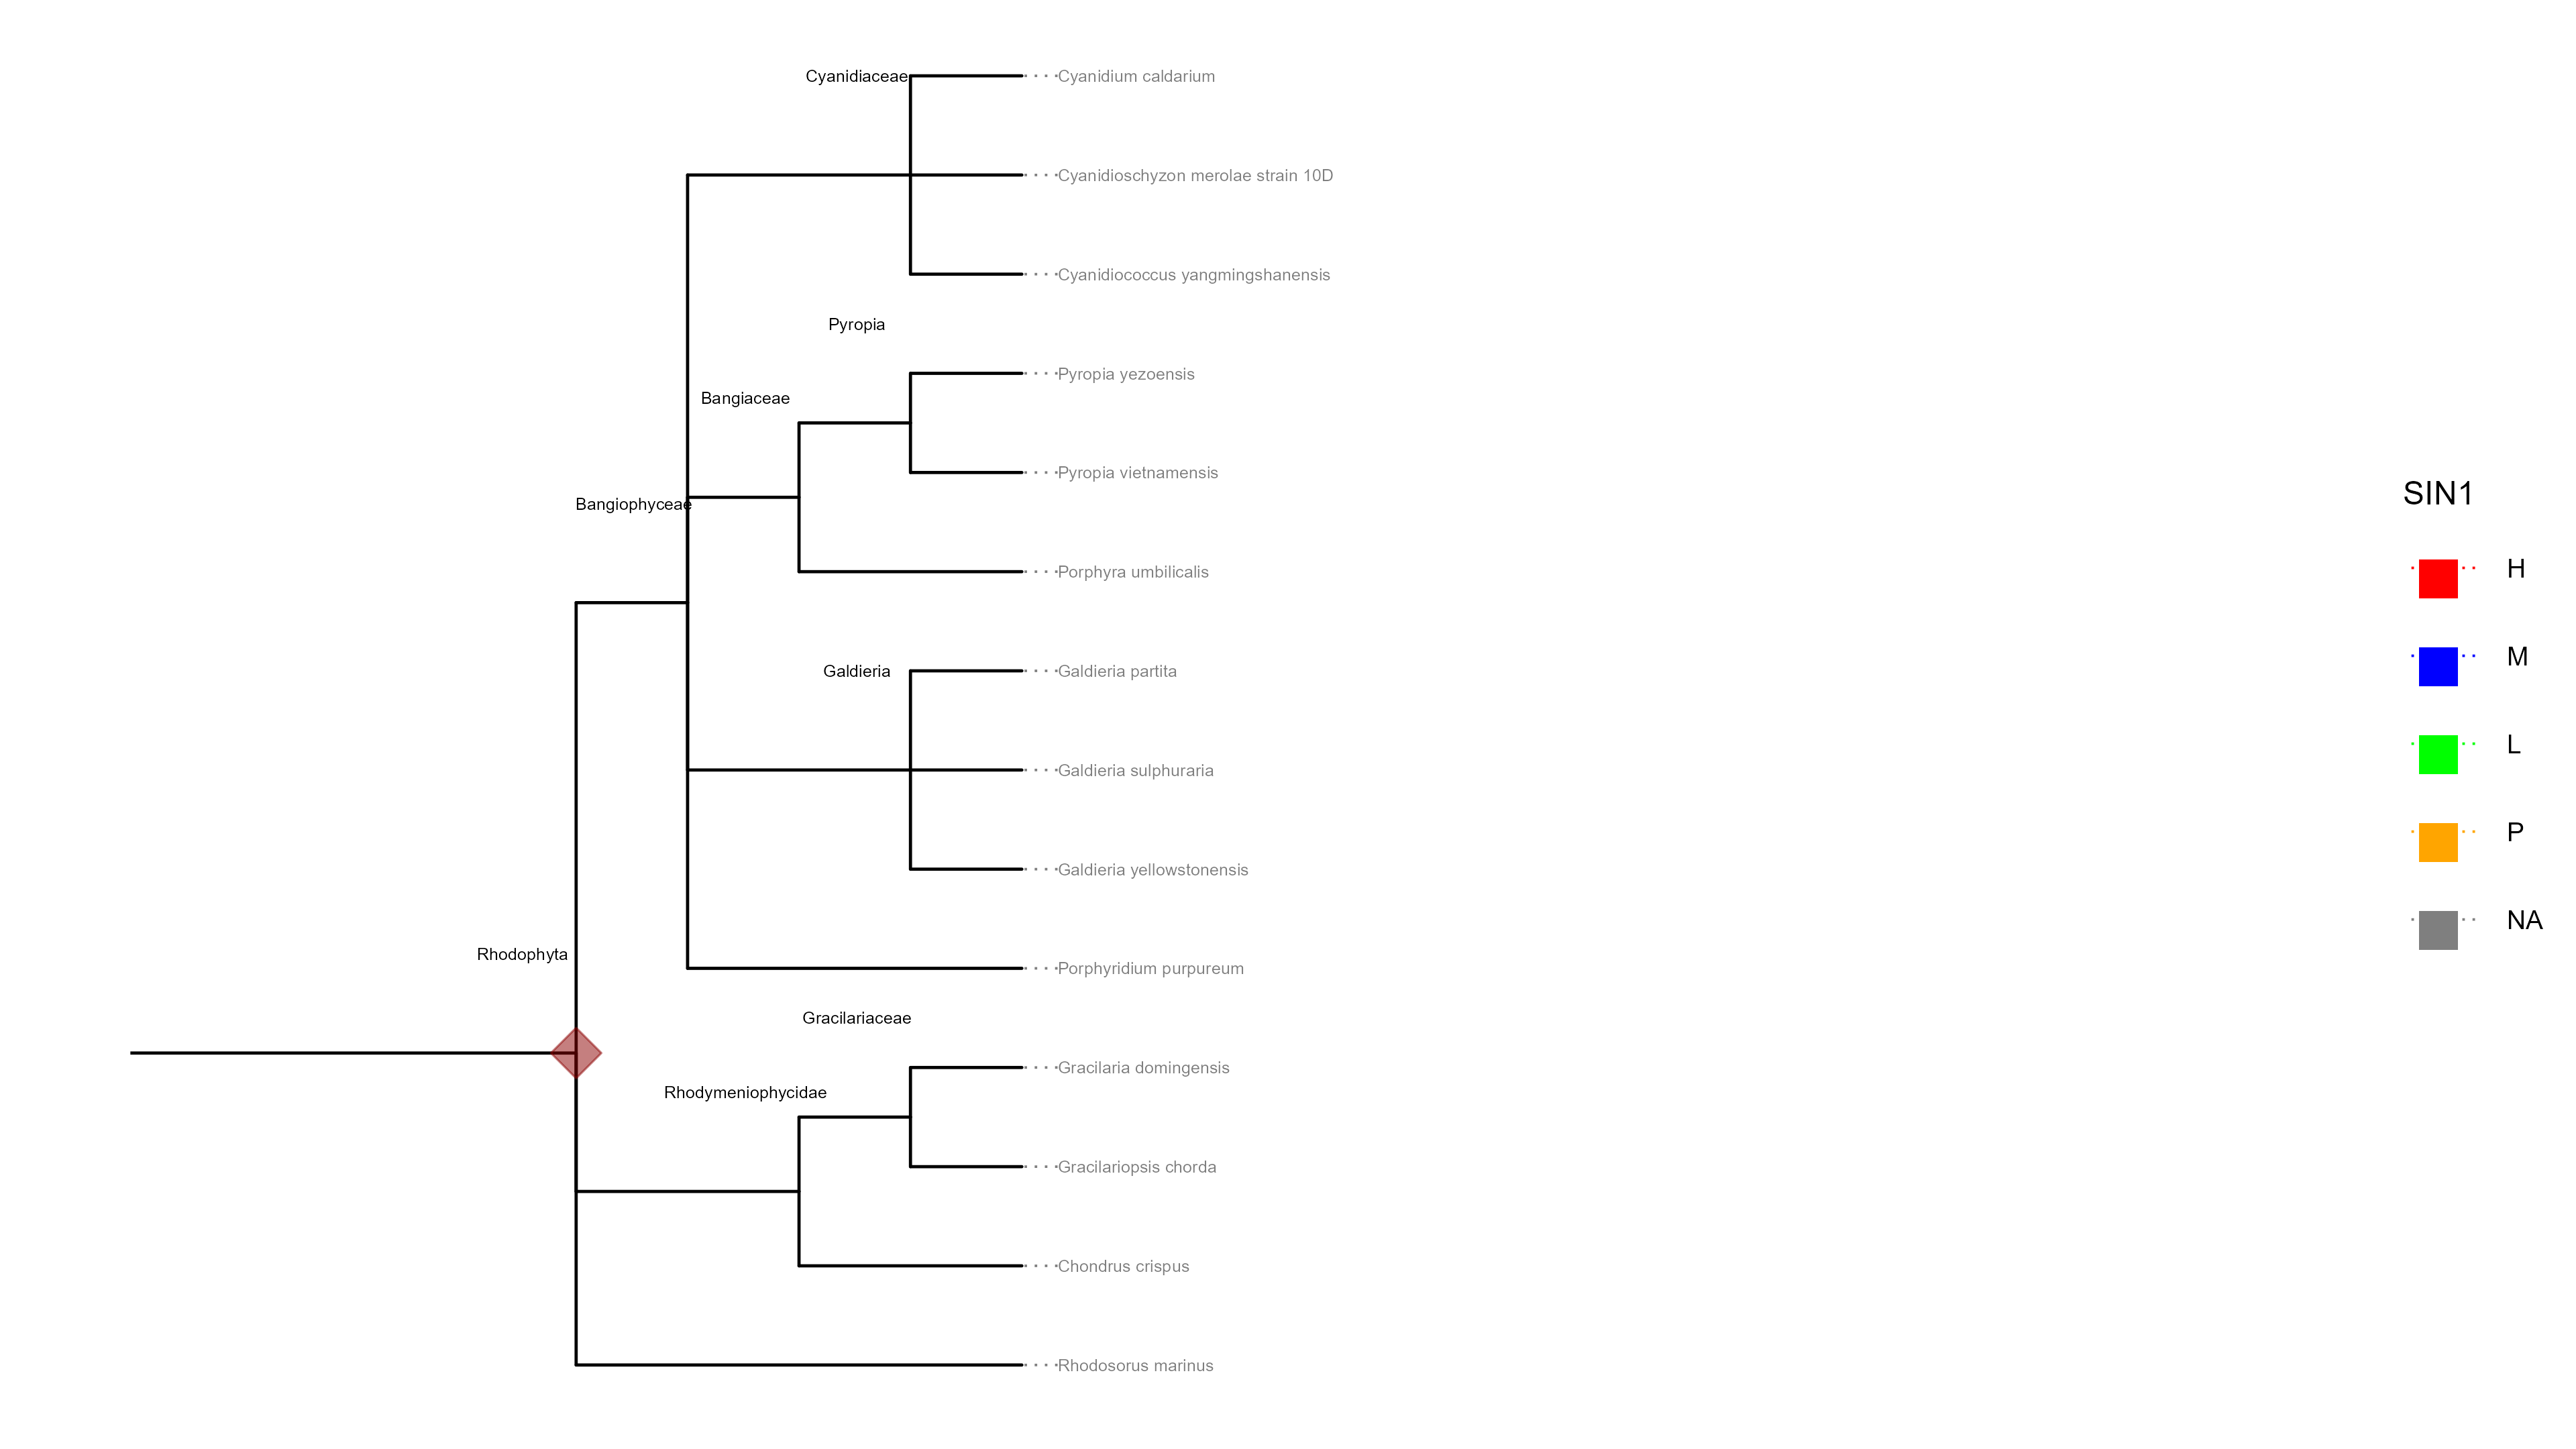 Cyanidiaceae
Cyanidium caldarium
Cyanidioschyzon merolae strain 10D
Cyanidiococcus yangmingshanensis
Pyropia
Pyropia yezoensis
Bangiaceae
Pyropia vietnamensis
Bangiophyceae
Porphyra umbilicalis
Galdieria
Galdieria partita
Galdieria sulphuraria
Galdieria yellowstonensis
Rhodophyta
Porphyridium purpureum
Gracilariaceae
Gracilaria domingensis
Rhodymeniophycidae
Gracilariopsis chorda
Chondrus crispus
Rhodosorus marinus
SIN1
H
M
L
P
NA